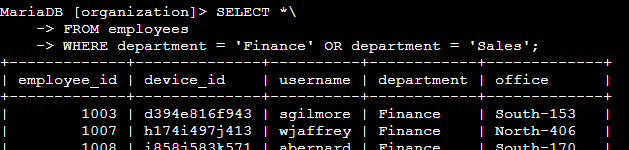 MariaDB [organization]> SELECT *\
    -> FROM employees
    -> WHERE department = 'Finance' OR department = 'Sales';
+-------------+--------------+----------+------------+-------------+
| employee_id | device_id    | username | department | office      |
+-------------+--------------+----------+------------+-------------+
|        1003 | d394e816f943 | sgilmore | Finance    | South-153   |
|        1007 | h174i497j413 | wjaffrey | Finance    | North-406   |
|        1008 | i858j583k571 | abernard | Finance    | South-170   |